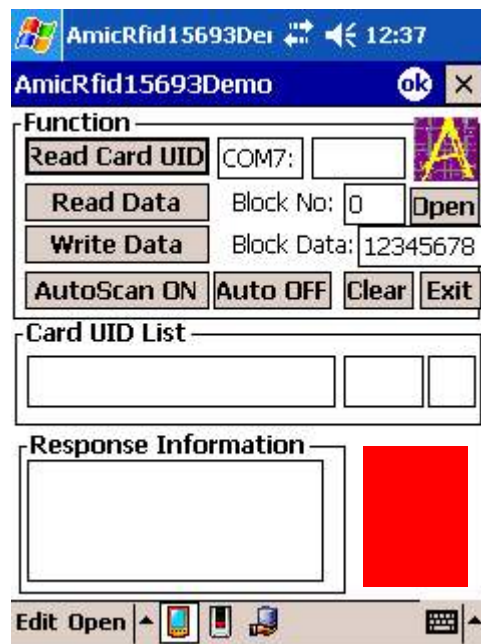 AmicRfid15693Der 12:37
AmicRfid15693Demo ok
Function
Read Card UID COM7:
Read Data Block No: 0 Open
Write Data Block Data: 12345678
AutoScan ON Auto OFF Clear Exit
Card UID List
Response Information
Edit Open